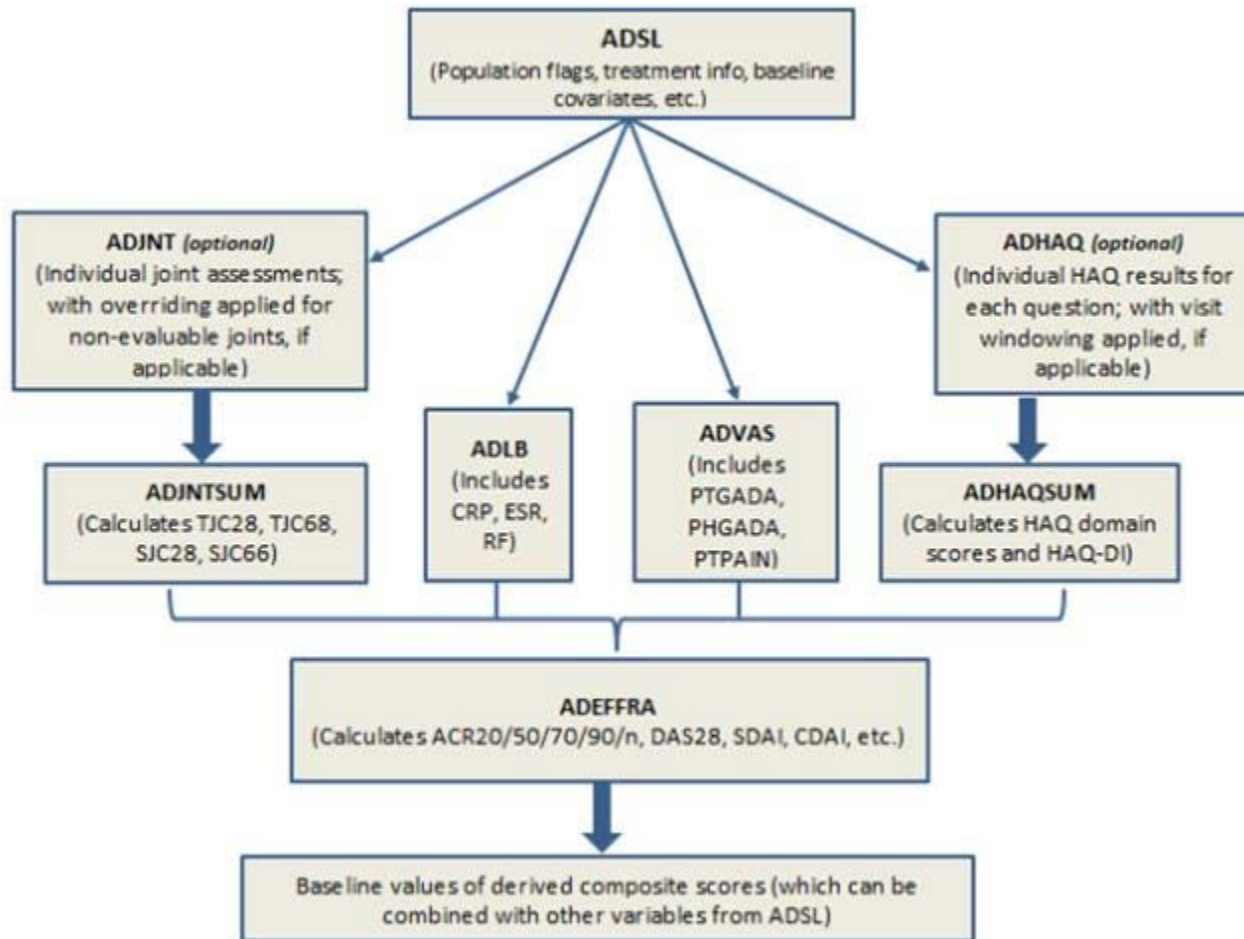 ADSL
(Population flags, treatment info, baseline
covariates, etc.)
ADJNT (optional)
(Individual joint assessments;
with overriding applied for
non-evaluable joints, if
applicable)
ADHAQ (optional)
(Individual HAQ results for
each question; with visit
windowing applied, if
applicable)
ADJNTSUM
(Calculates TJC28, TJC68,
SJC28, SJC66)
ADLB
(Includes
CRP, ESR,
RF)
ADVAS
(Includes
PTGADA,
PHGADA,
PTPAIN)
ADHAQSUM
(Calculates HAQ domain
scores and HAQ-DI)
ADEFFRA
(Calculates ACR20/50/70/90/n, DAS28, SDAI, CDAI, etc.)
Baseline values of derived composite scores (which can be
combined with other variables from ADSL)